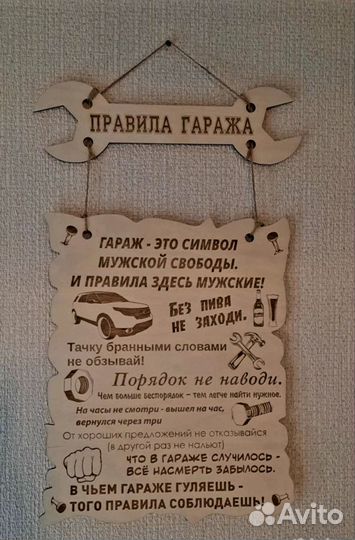 ПРАВИЛА ГАРАЖА
ГАРАЖ - ЭТО СИМВОЛ
МУЖСКОЙ СВОБОДЫ.
И ПРАВИЛА ЗДЕСЬ МУЖСКИЕ!
БЕЗ ПИВА
НЕ ЗАХОДИ.
Тачку бранными словами
не обзывай!
Порядок не наводи.
Чем больше беспорядок – тем легче найти нужное.
На часы не смотри - вышел на час,
вернулся через три
От хороших предложений не отказывайся
(в другой раз не нальют)
ЧТО В ГАРАЖЕ СЛУЧИЛОСЬ -
ВСЁ НАСМЕРТЬ ЗАБЫЛОСЬ.
В ЧЬЕМ ГАРАЖЕ ГУЛЯЕШЬ -
ТОГО ПРАВИЛА СОБЛЮДАЕШЬ!
Avito